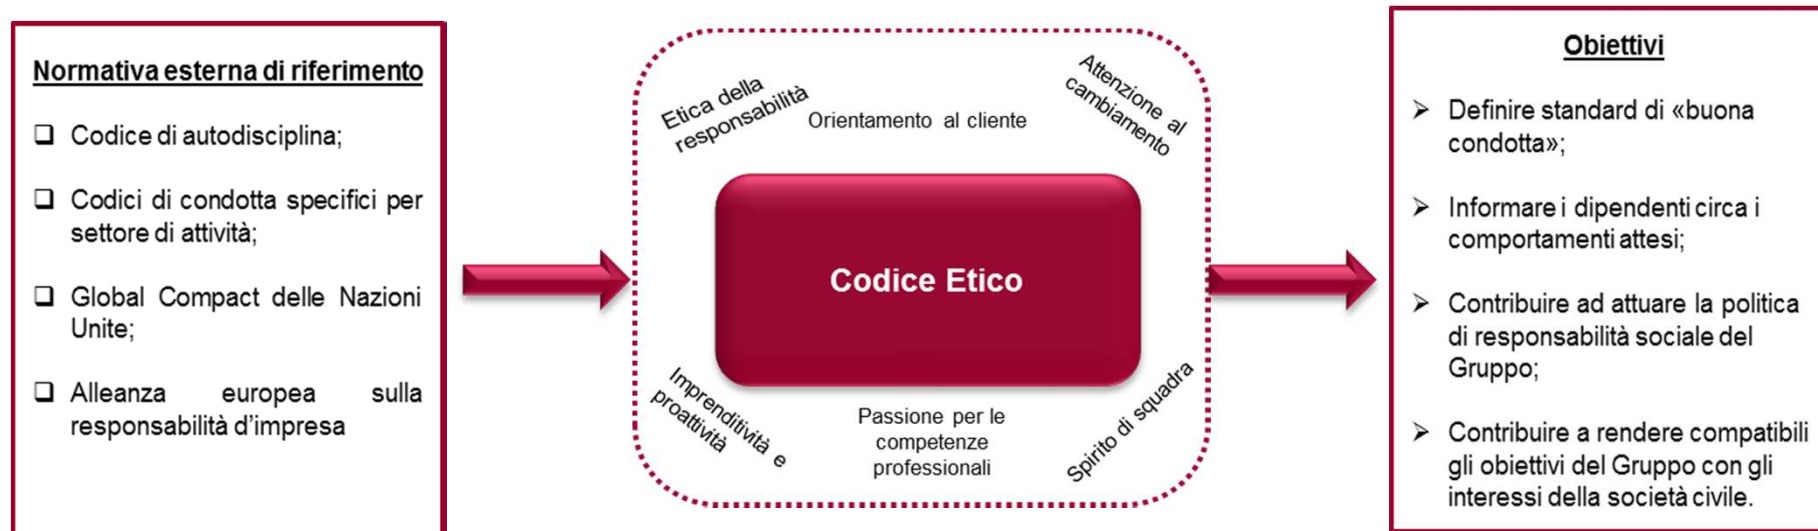 Normativa esterna di riferimento
Codice di autodisciplina;
Codici di condotta specifici per
settore di attività;
Global Compact delle Nazioni
Unite;
Alleanza europea sulla
responsabilità d'impresa
Etica della
responsabilità
Orientamento al cliente
Attenzione al
cambiamento
Codice Etico
Imprenditività e
proattività
Passione per le
competenze
professionali
Spirito di squadra
Obiettivi
Definire standard di «buona
condotta»;
Informare i dipendenti circa i
comportamenti attesi;
Contribuire ad attuare la politica
di responsabilità sociale del
Gruppo;
Contribuire a rendere compatibili
gli obiettivi del Gruppo con gli
interessi della società civile.